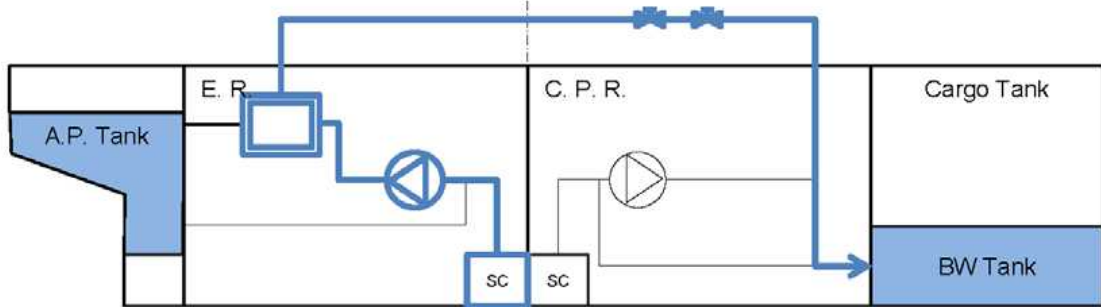 E. R.
C. P. R.
Cargo Tank
A.P. Tank
sc
sc
BW Tank